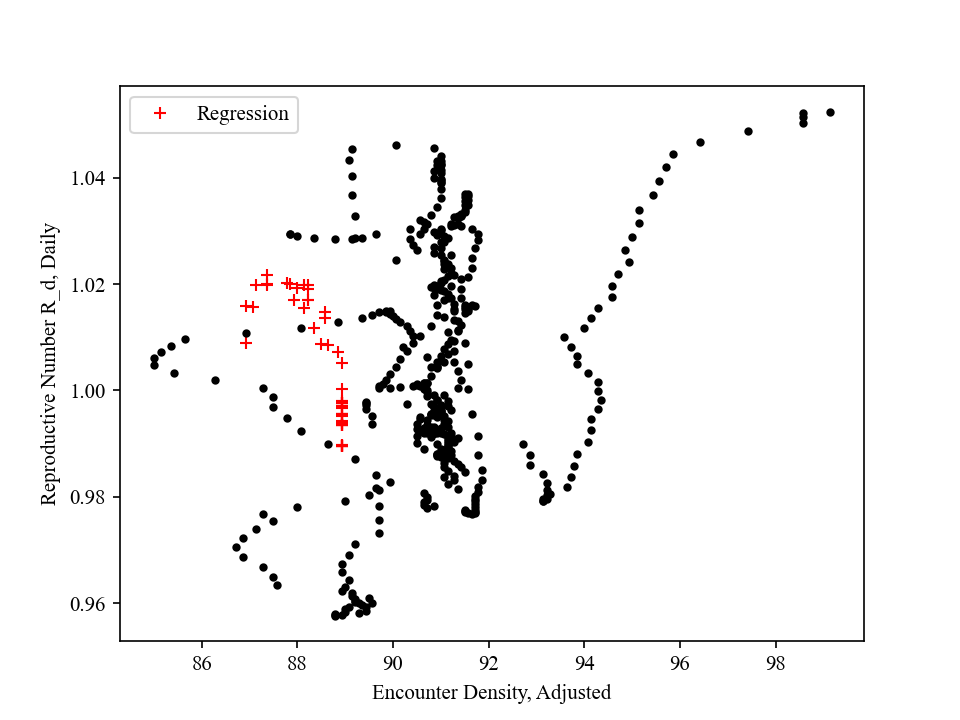 Regression
1.04
1.02
1.00
0.98
0.96
Reproductive Number R_d, Daily
86 88 90 92 94 96 98
Encounter Density, Adjusted